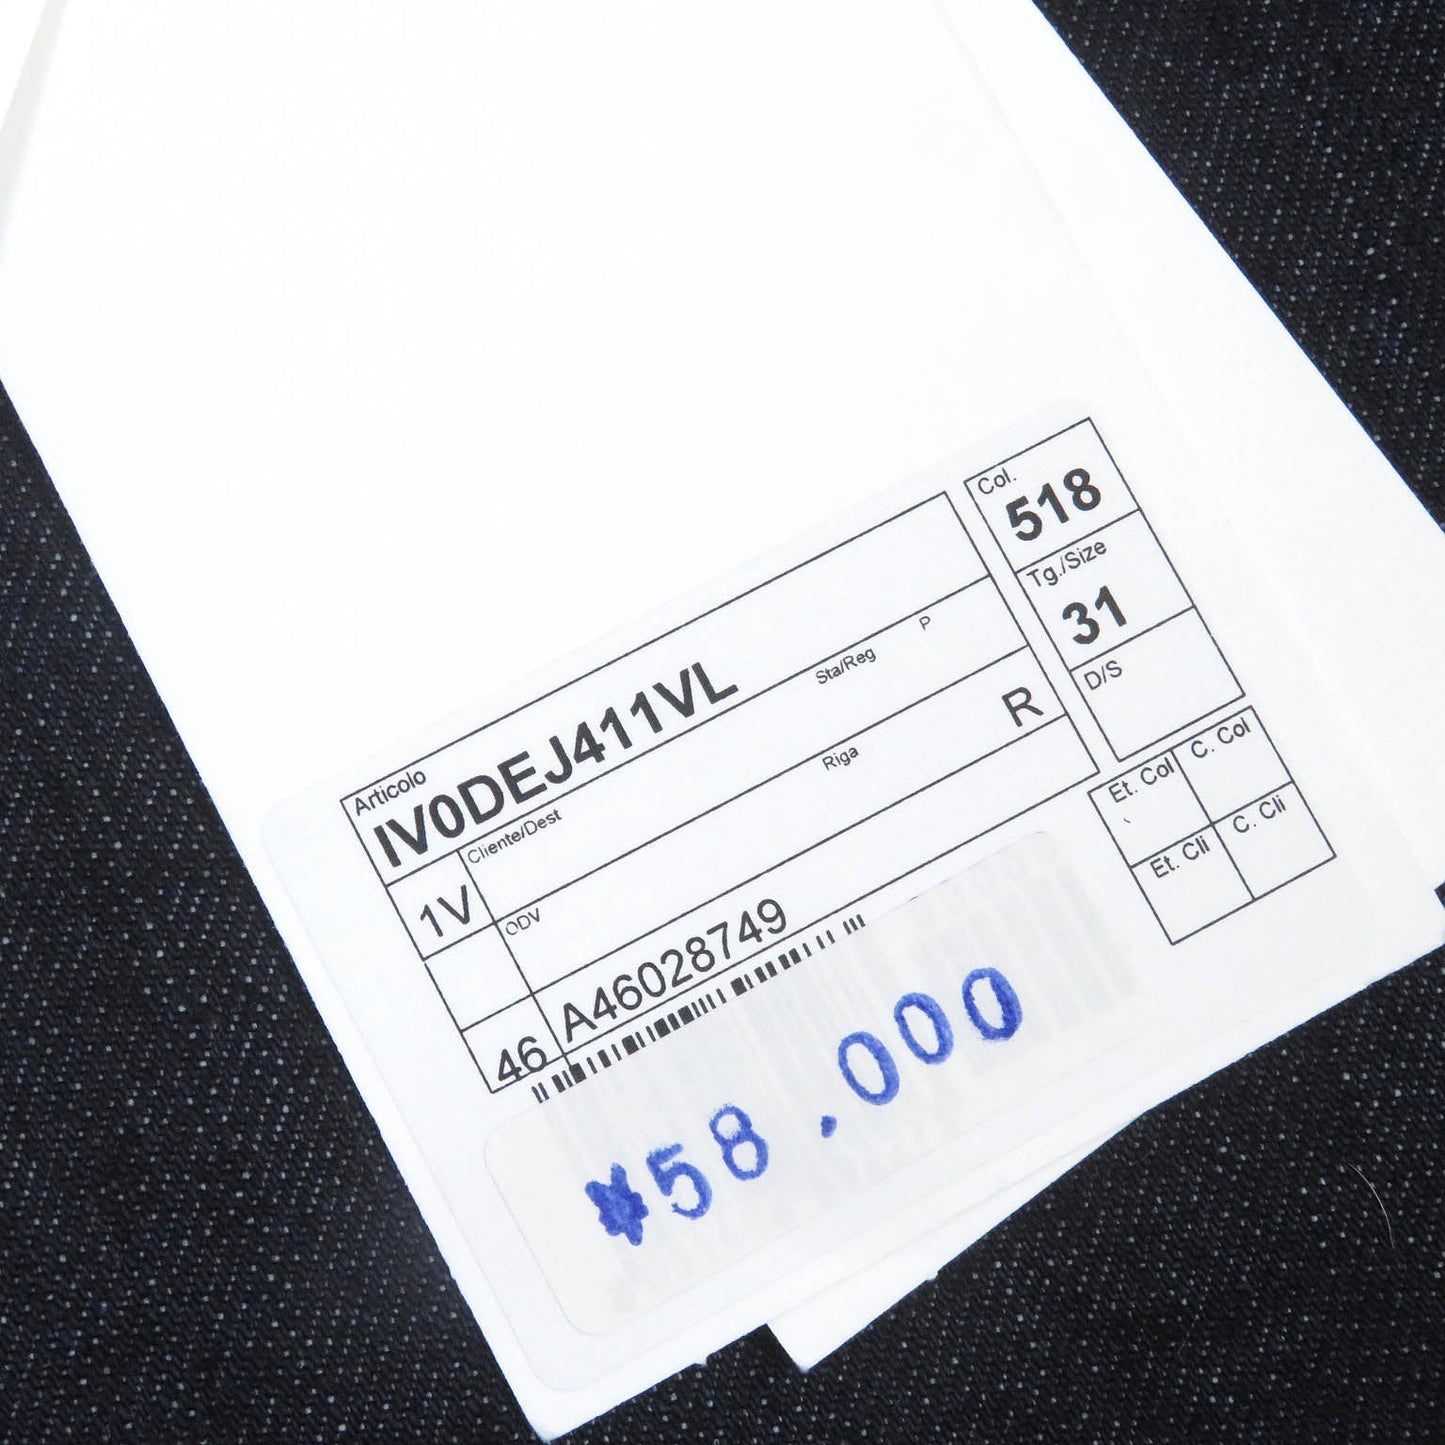 Articolo
IV0DEJ411VL
1V
Cliente/Dest
Sta/Reg
P
ODV
Riga
R
46
A46028749
Col.
518
Tg./Size
31
D/S
Et. Col
C. Col
Et. Cli
C. Cli
¥58.000